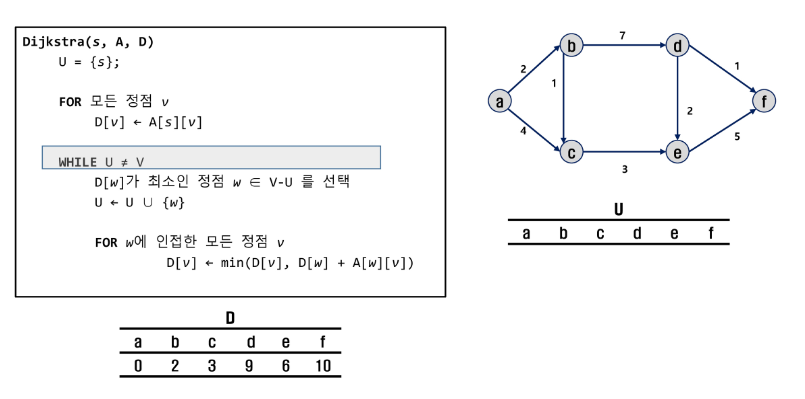 Dijkstra(s, A, D)
U = {s};
FOR 모든 정점 v
D[v] ← A[s][v]
WHILE U ≠ V
D[w]가 최소인 정점 w ∈ V-U 를 선택
U ← U ∪ {w}
FOR w에 인접한 모든 정점 v
D[v] ← min(D[v], D[w] + A[w][v])
7
b
d
2
1
1
a
2
f
4
5
c
e
3
U
a b c d e f
D
a b c d e f
0 2 3 9 6 10